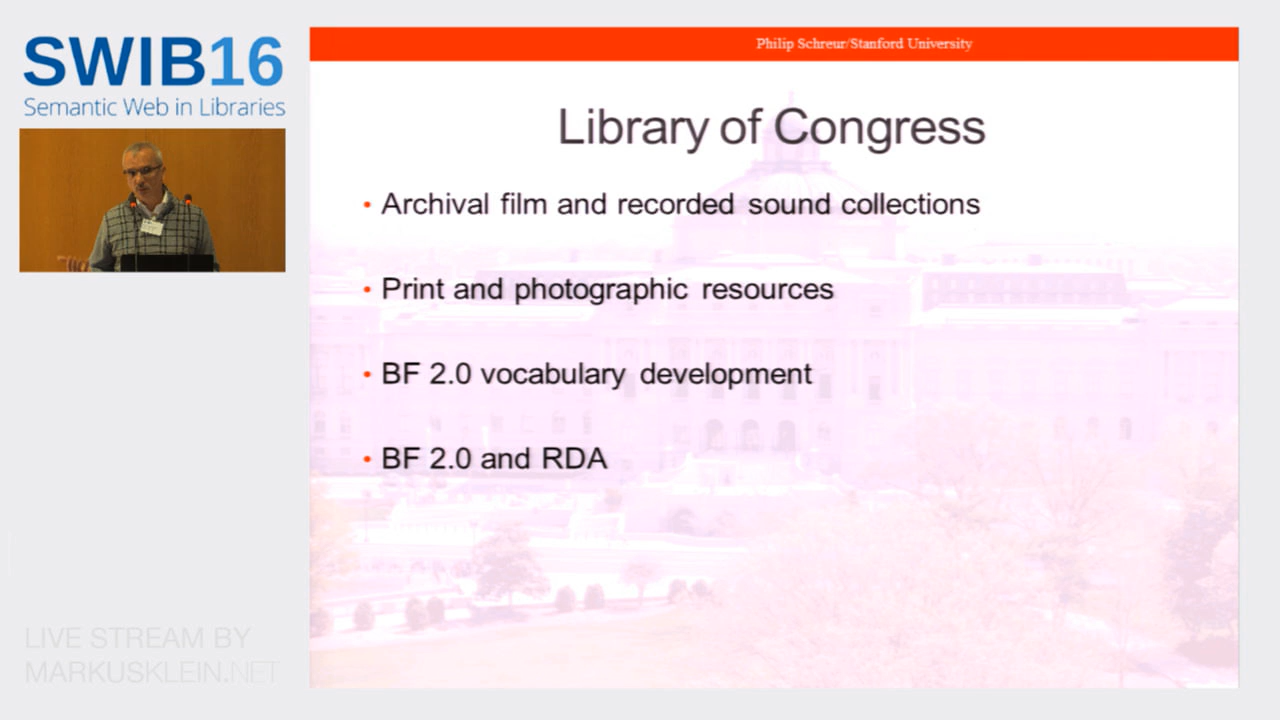 SWIB16
Semantic Web in Libraries
Philip Schreur/Stanford University
Library of Congress
• Archival film and recorded sound collections
• Print and photographic resources
• BF 2.0 vocabulary development
• BF 2.0 and RDA
LIVE STREAM BY
MARKUSKLEIN.NET